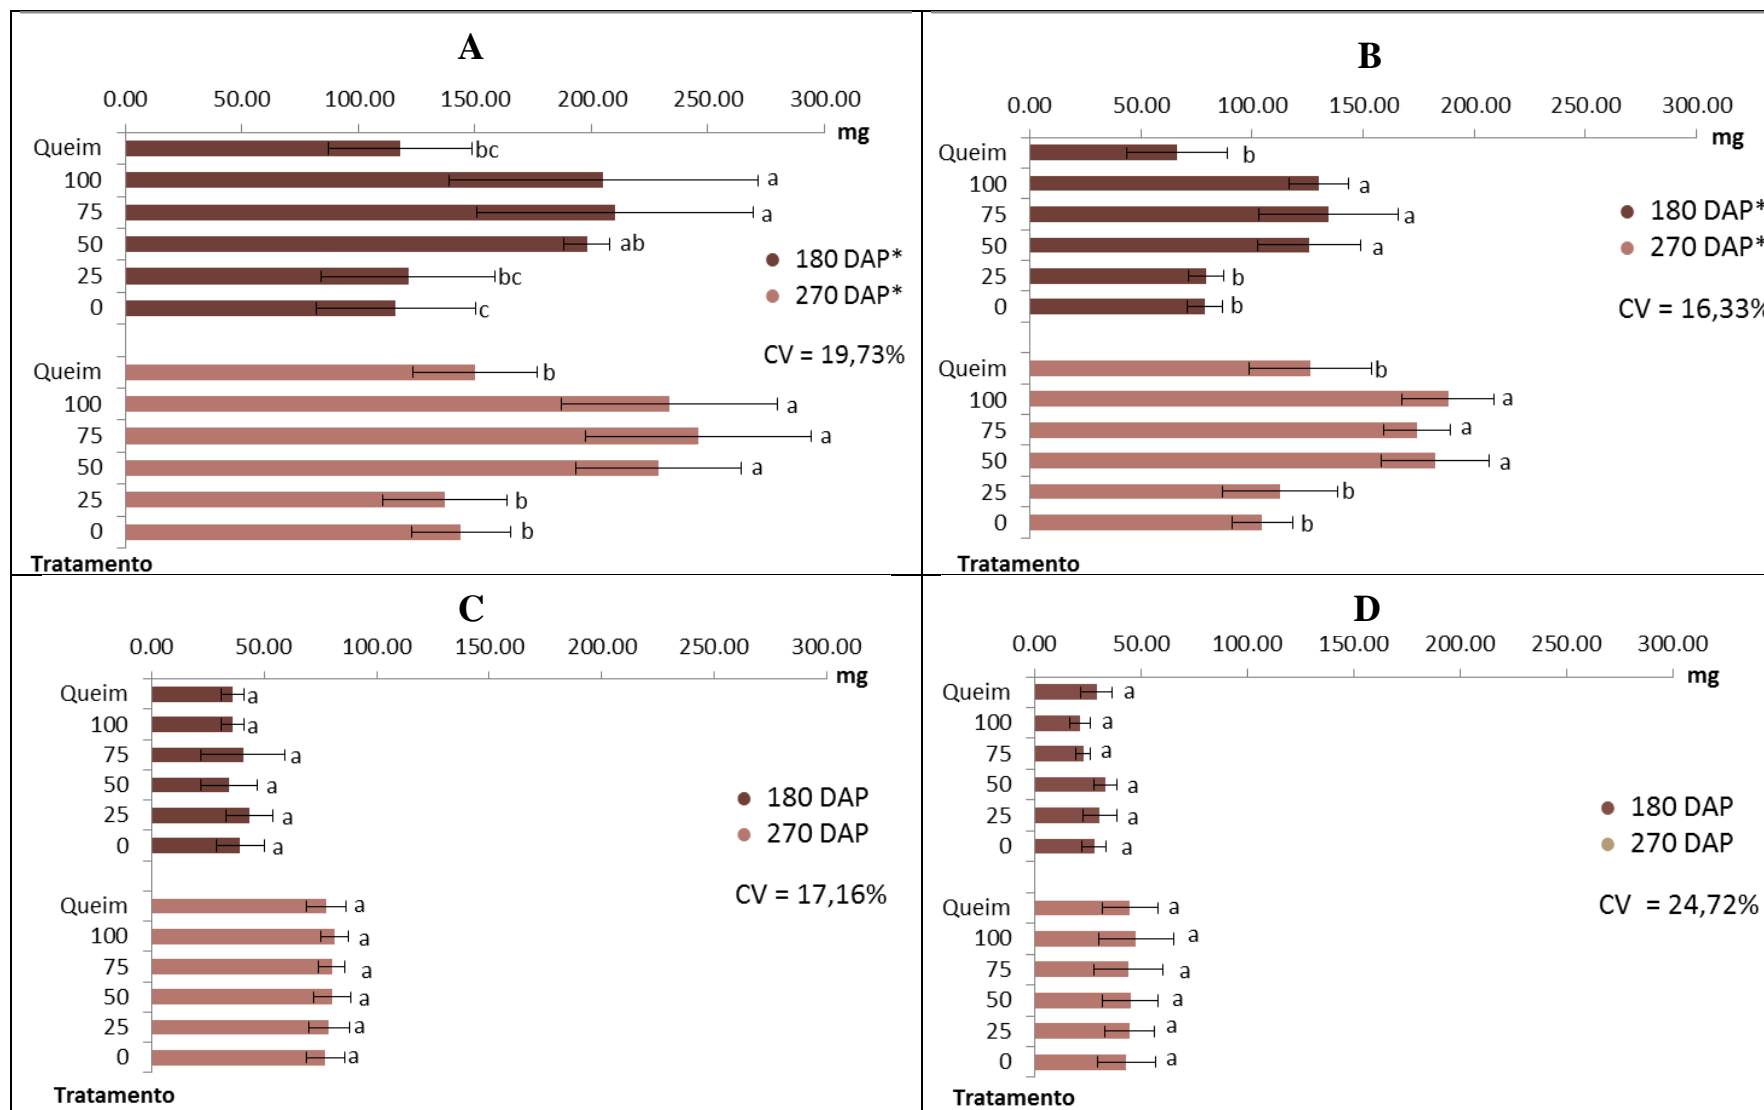 A
0.00 50.00 100.00 150.00 200.00 250.00 300.00
mg
Queim bc
100 a
75 a
50 ab
25 bc
0 c
180 DAP*
270 DAP*
CV = 19,73%
Queim b
100 a
75 a
50 a
25 b
0 b
Tratamento
B
0.00 50.00 100.00 150.00 200.00 250.00 300.00
mg
Queim b
100 a
75 a
50 a
25 b
0 b
180 DAP*
270 DAP*
CV = 16,33%
Queim b
100 a
75 a
50 a
25 b
0 b
Tratamento
C
0.00 50.00 100.00 150.00 200.00 250.00 300.00
mg
Queim a
100 a
75 a
50 a
25 a
0 a
180 DAP
270 DAP
CV = 17,16%
Queim a
100 a
75 a
50 a
25 a
0 a
Tratamento
D
0.00 50.00 100.00 150.00 200.00 250.00 300.00
mg
Queim a
100 a
75 a
50 a
25 a
0 a
180 DAP
270 DAP
CV = 24,72%
Queim a
100 a
75 a
50 a
25 a
0 a
Tratamento